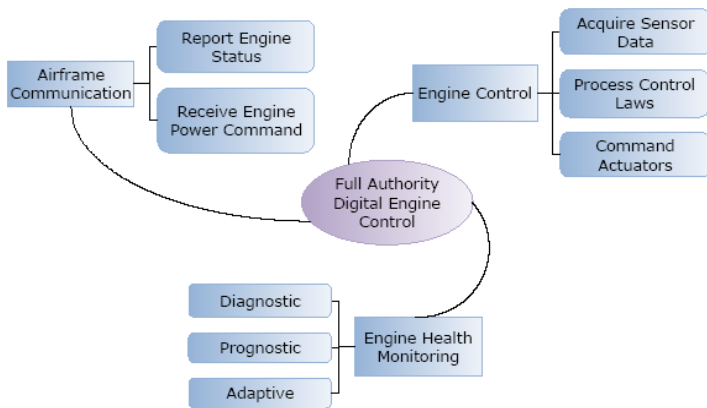 Airframe
Communication
Report Engine
Status
Receive Engine
Power Command
Engine Control
Acquire Sensor
Data
Process Control
Laws
Command
Actuators
Full Authority
Digital Engine
Control
Engine Health
Monitoring
Diagnostic
Prognostic
Adaptive